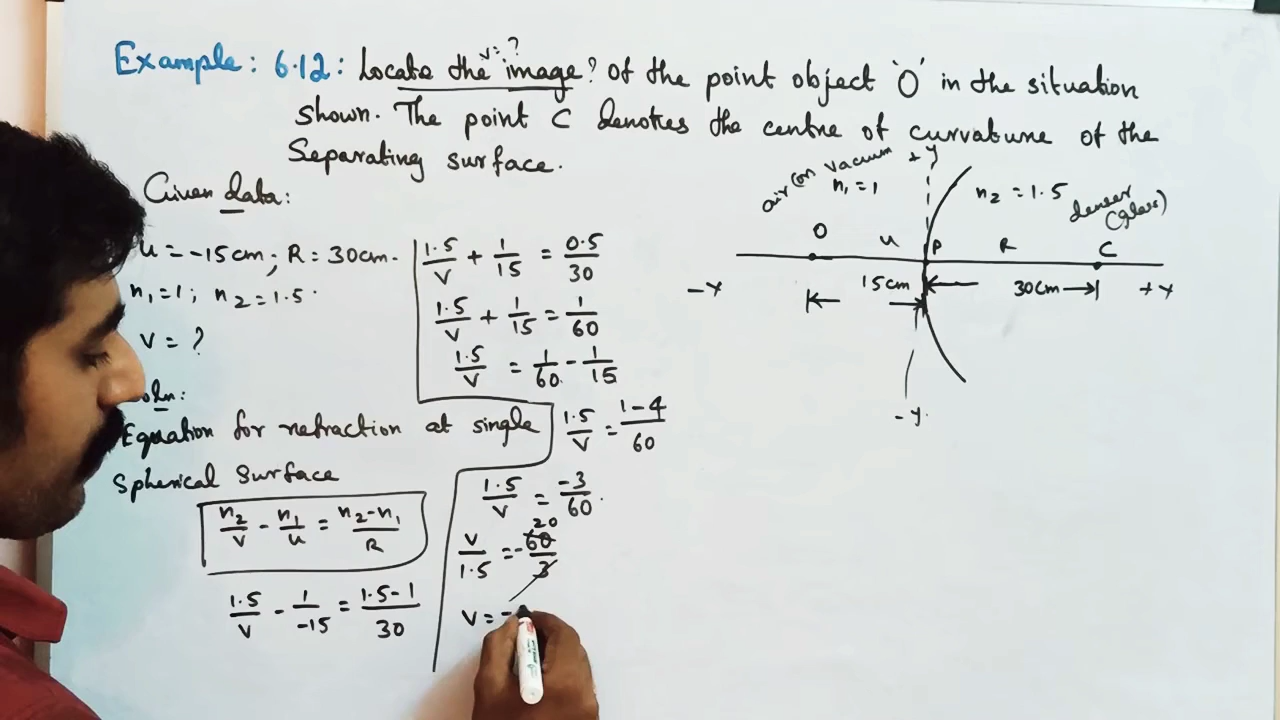 v=?
Example: 6.12: Locate the image? of the point object 'O' in the situation
shown. The point C denotes the centre of curvature of the
Separating surface.
Given data:
u = -15cm; R = 30cm.
n₁=1; n₂=1.5.
v = ?
Soln:
Equation for refraction at single
Spherical Surface
n₂/v - n₁/u = n₂-n₁/R
1.5/v - 1/-15 = 1.5-1/30
1.5/v + 1/15 = 0.5/30
1.5/v + 1/15 = 1/60
1.5/v = 1/60 - 1/15
1.5/v = 1-4/60
1.5/v = -3/60.
20
v/1.5 = -60/3
v = -
air (or) vacuum
n₁=1
+y
n₂=1.5
denser
(glass)
O u P R C
-x 15cm 30cm +x
-y.